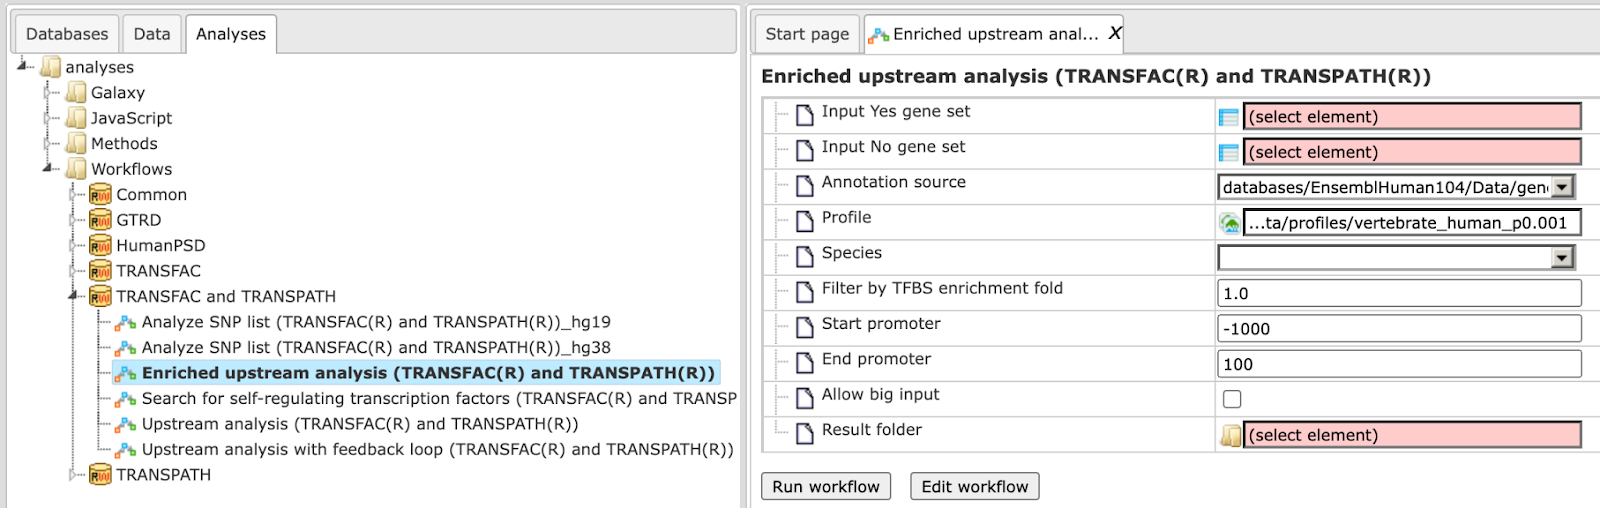 Databases Data Analyses
analyses
Galaxy
JavaScript
Methods
Workflows
Common
GTRD
HumanPSD
TRANSFAC
TRANSFAC and TRANSPATH
Analyze SNP list (TRANSFAC(R) and TRANSPATH(R))_hg19
Analyze SNP list (TRANSFAC(R) and TRANSPATH(R))_hg38
Enriched upstream analysis (TRANSFAC(R) and TRANSPATH(R))
Search for self-regulating transcription factors (TRANSFAC(R) and TRANSP
Upstream analysis (TRANSFAC(R) and TRANSPATH(R))
Upstream analysis with feedback loop (TRANSFAC(R) and TRANSPATH(R))
TRANSPATH
Start page Enriched upstream anal... X
Enriched upstream analysis (TRANSFAC(R) and TRANSPATH(R))
Input Yes gene set (select element)
Input No gene set (select element)
Annotation source databases/EnsemblHuman104/Data/gene
Profile ...ta/profiles/vertebrate_human_p0.001
Species
Filter by TFBS enrichment fold 1.0
Start promoter -1000
End promoter 100
Allow big input
Result folder (select element)
Run workflow Edit workflow